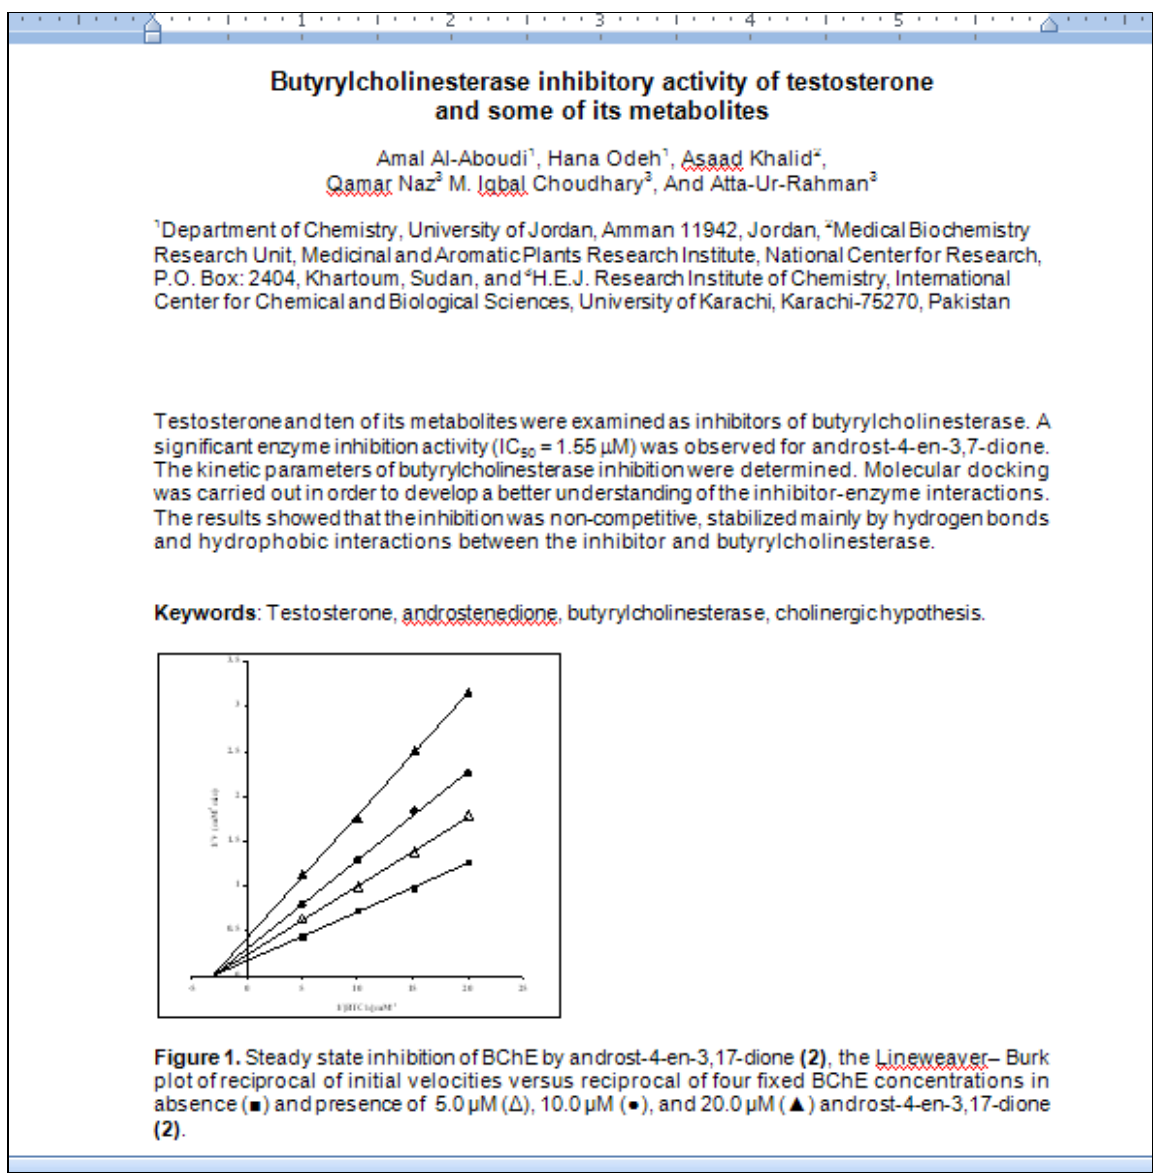 1 2 3 4 5
Butyrylcholinesterase inhibitory activity of testosterone
and some of its metabolites
Amal Al-Aboudi¹, Hana Odeh¹, Asaad Khalid²,
Qamar Naz³ M. Iqbal Choudhary³, And Atta-Ur-Rahman³
¹Department of Chemistry, University of Jordan, Amman 11942, Jordan, ²Medical Biochemistry
Research Unit, Medicinal and Aromatic Plants Research Institute, National Center for Research,
P.O. Box: 2404, Khartoum, Sudan, and ³H.E.J. Research Institute of Chemistry, International
Center for Chemical and Biological Sciences, University of Karachi, Karachi-75270, Pakistan
Testosterone and ten of its metabolites were examined as inhibitors of butyrylcholinesterase. A
significant enzyme inhibition activity (IC₅₀ = 1.55 µM) was observed for androst-4-en-3,7-dione.
The kinetic parameters of butyrylcholinesterase inhibition were determined. Molecular docking
was carried out in order to develop a better understanding of the inhibitor-enzyme interactions.
The results showed that the inhibition was non-competitive, stabilized mainly by hydrogen bonds
and hydrophobic interactions between the inhibitor and butyrylcholinesterase.
Keywords: Testosterone, androstenedione, butyrylcholinesterase, cholinergic hypothesis.
3.5
3
2.5
2
1.5
1
0.5
0
-5 0 5 10 15 20 25
Figure 1. Steady state inhibition of BChE by androst-4-en-3,17-dione (2), the Lineweaver– Burk
plot of reciprocal of initial velocities versus reciprocal of four fixed BChE concentrations in
absence (■) and presence of 5.0 µM (Δ), 10.0 µM (●), and 20.0 µM (▲) androst-4-en-3,17-dione
(2).